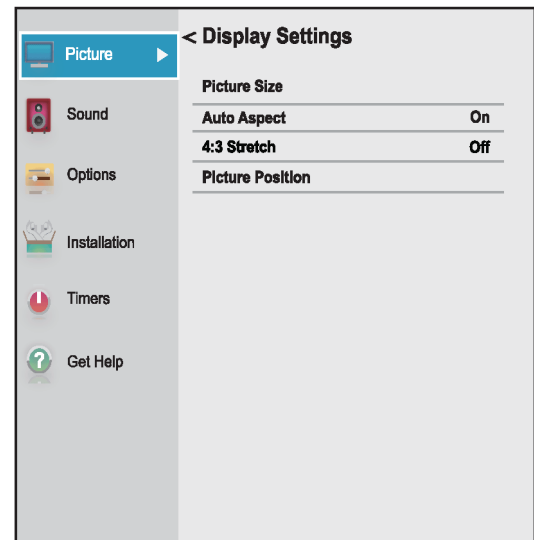 Picture
Sound
Options
Installation
Timers
Get Help
< Display Settings
Picture Size
Auto Aspect On
4:3 Stretch Off
Picture Position